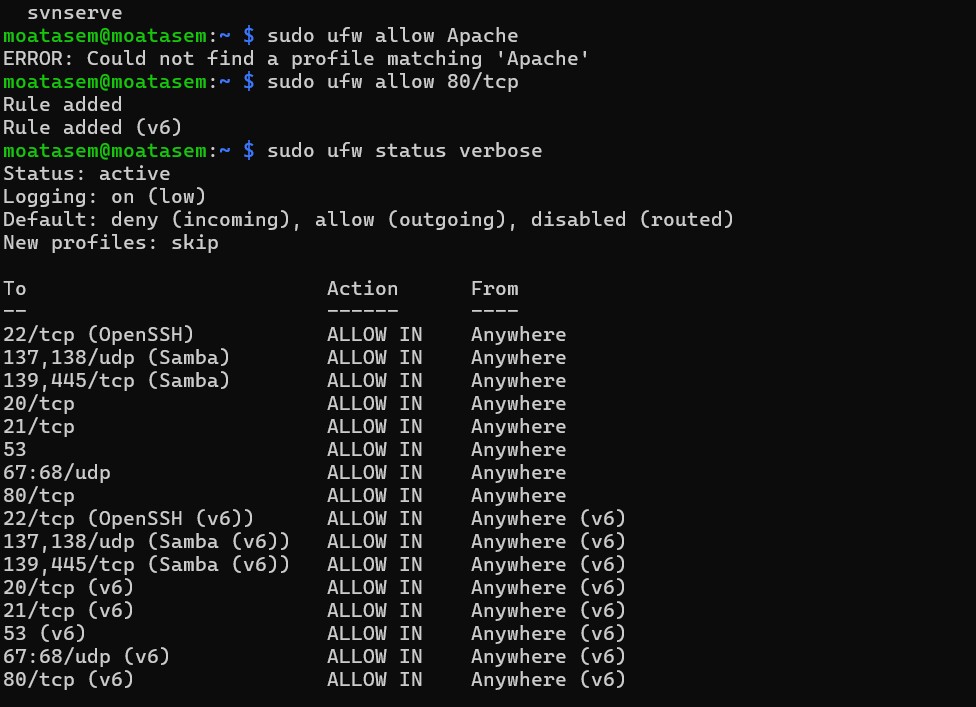 svnserve
moatasem@moatasem:~ $ sudo ufw allow Apache
ERROR: Could not find a profile matching 'Apache'
moatasem@moatasem:~ $ sudo ufw allow 80/tcp
Rule added
Rule added (v6)
moatasem@moatasem:~ $ sudo ufw status verbose
Status: active
Logging: on (low)
Default: deny (incoming), allow (outgoing), disabled (routed)
New profiles: skip

To                         Action      From
--                         ------      ----
22/tcp (OpenSSH)           ALLOW IN    Anywhere
137,138/udp (Samba)        ALLOW IN    Anywhere
139,445/tcp (Samba)        ALLOW IN    Anywhere
20/tcp                     ALLOW IN    Anywhere
21/tcp                     ALLOW IN    Anywhere
53                         ALLOW IN    Anywhere
67:68/udp                  ALLOW IN    Anywhere
80/tcp                     ALLOW IN    Anywhere
22/tcp (OpenSSH (v6))      ALLOW IN    Anywhere (v6)
137,138/udp (Samba (v6))   ALLOW IN    Anywhere (v6)
139,445/tcp (Samba (v6))   ALLOW IN    Anywhere (v6)
20/tcp (v6)                ALLOW IN    Anywhere (v6)
21/tcp (v6)                ALLOW IN    Anywhere (v6)
53 (v6)                    ALLOW IN    Anywhere (v6)
67:68/udp (v6)             ALLOW IN    Anywhere (v6)
80/tcp (v6)                ALLOW IN    Anywhere (v6)